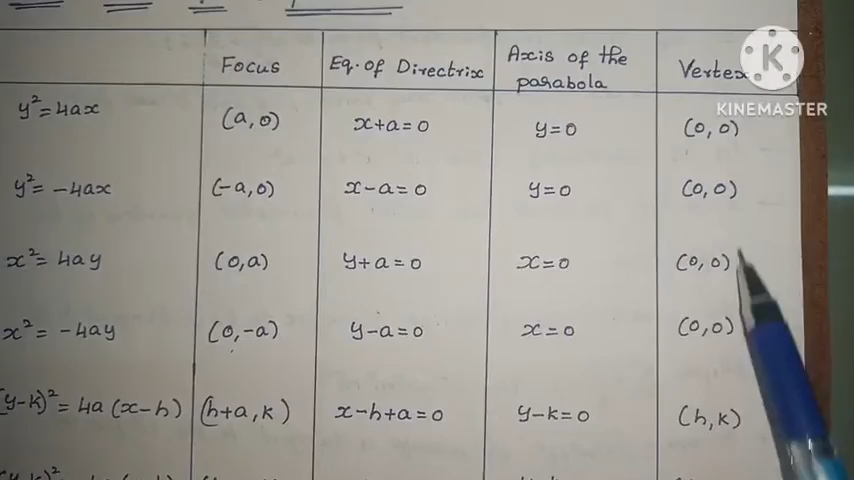 Focus Eq. of Directrix Axis of the parabola Vertex
y² = 4ax (a, 0) x+a=0 y=0 (0, 0)
y² = -4ax (-a, 0) x-a=0 y=0 (0, 0)
x² = 4ay (0, a) y+a=0 x=0 (0, 0)
x² = -4ay (0, -a) y-a=0 x=0 (0, 0)
(y-k)² = 4a(x-h) (h+a, k) x-h+a=0 y-k=0 (h, k)
K
KINEMASTER